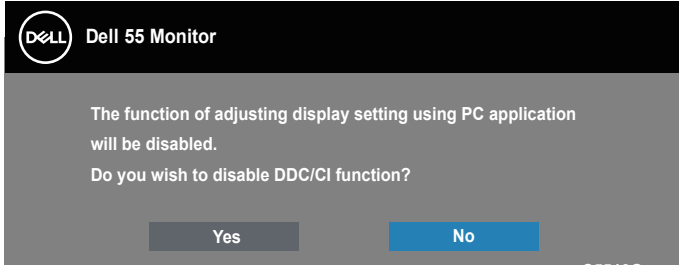 DELL
Dell 55 Monitor
The function of adjusting display setting using PC application
will be disabled.
Do you wish to disable DDC/CI function?
Yes
No